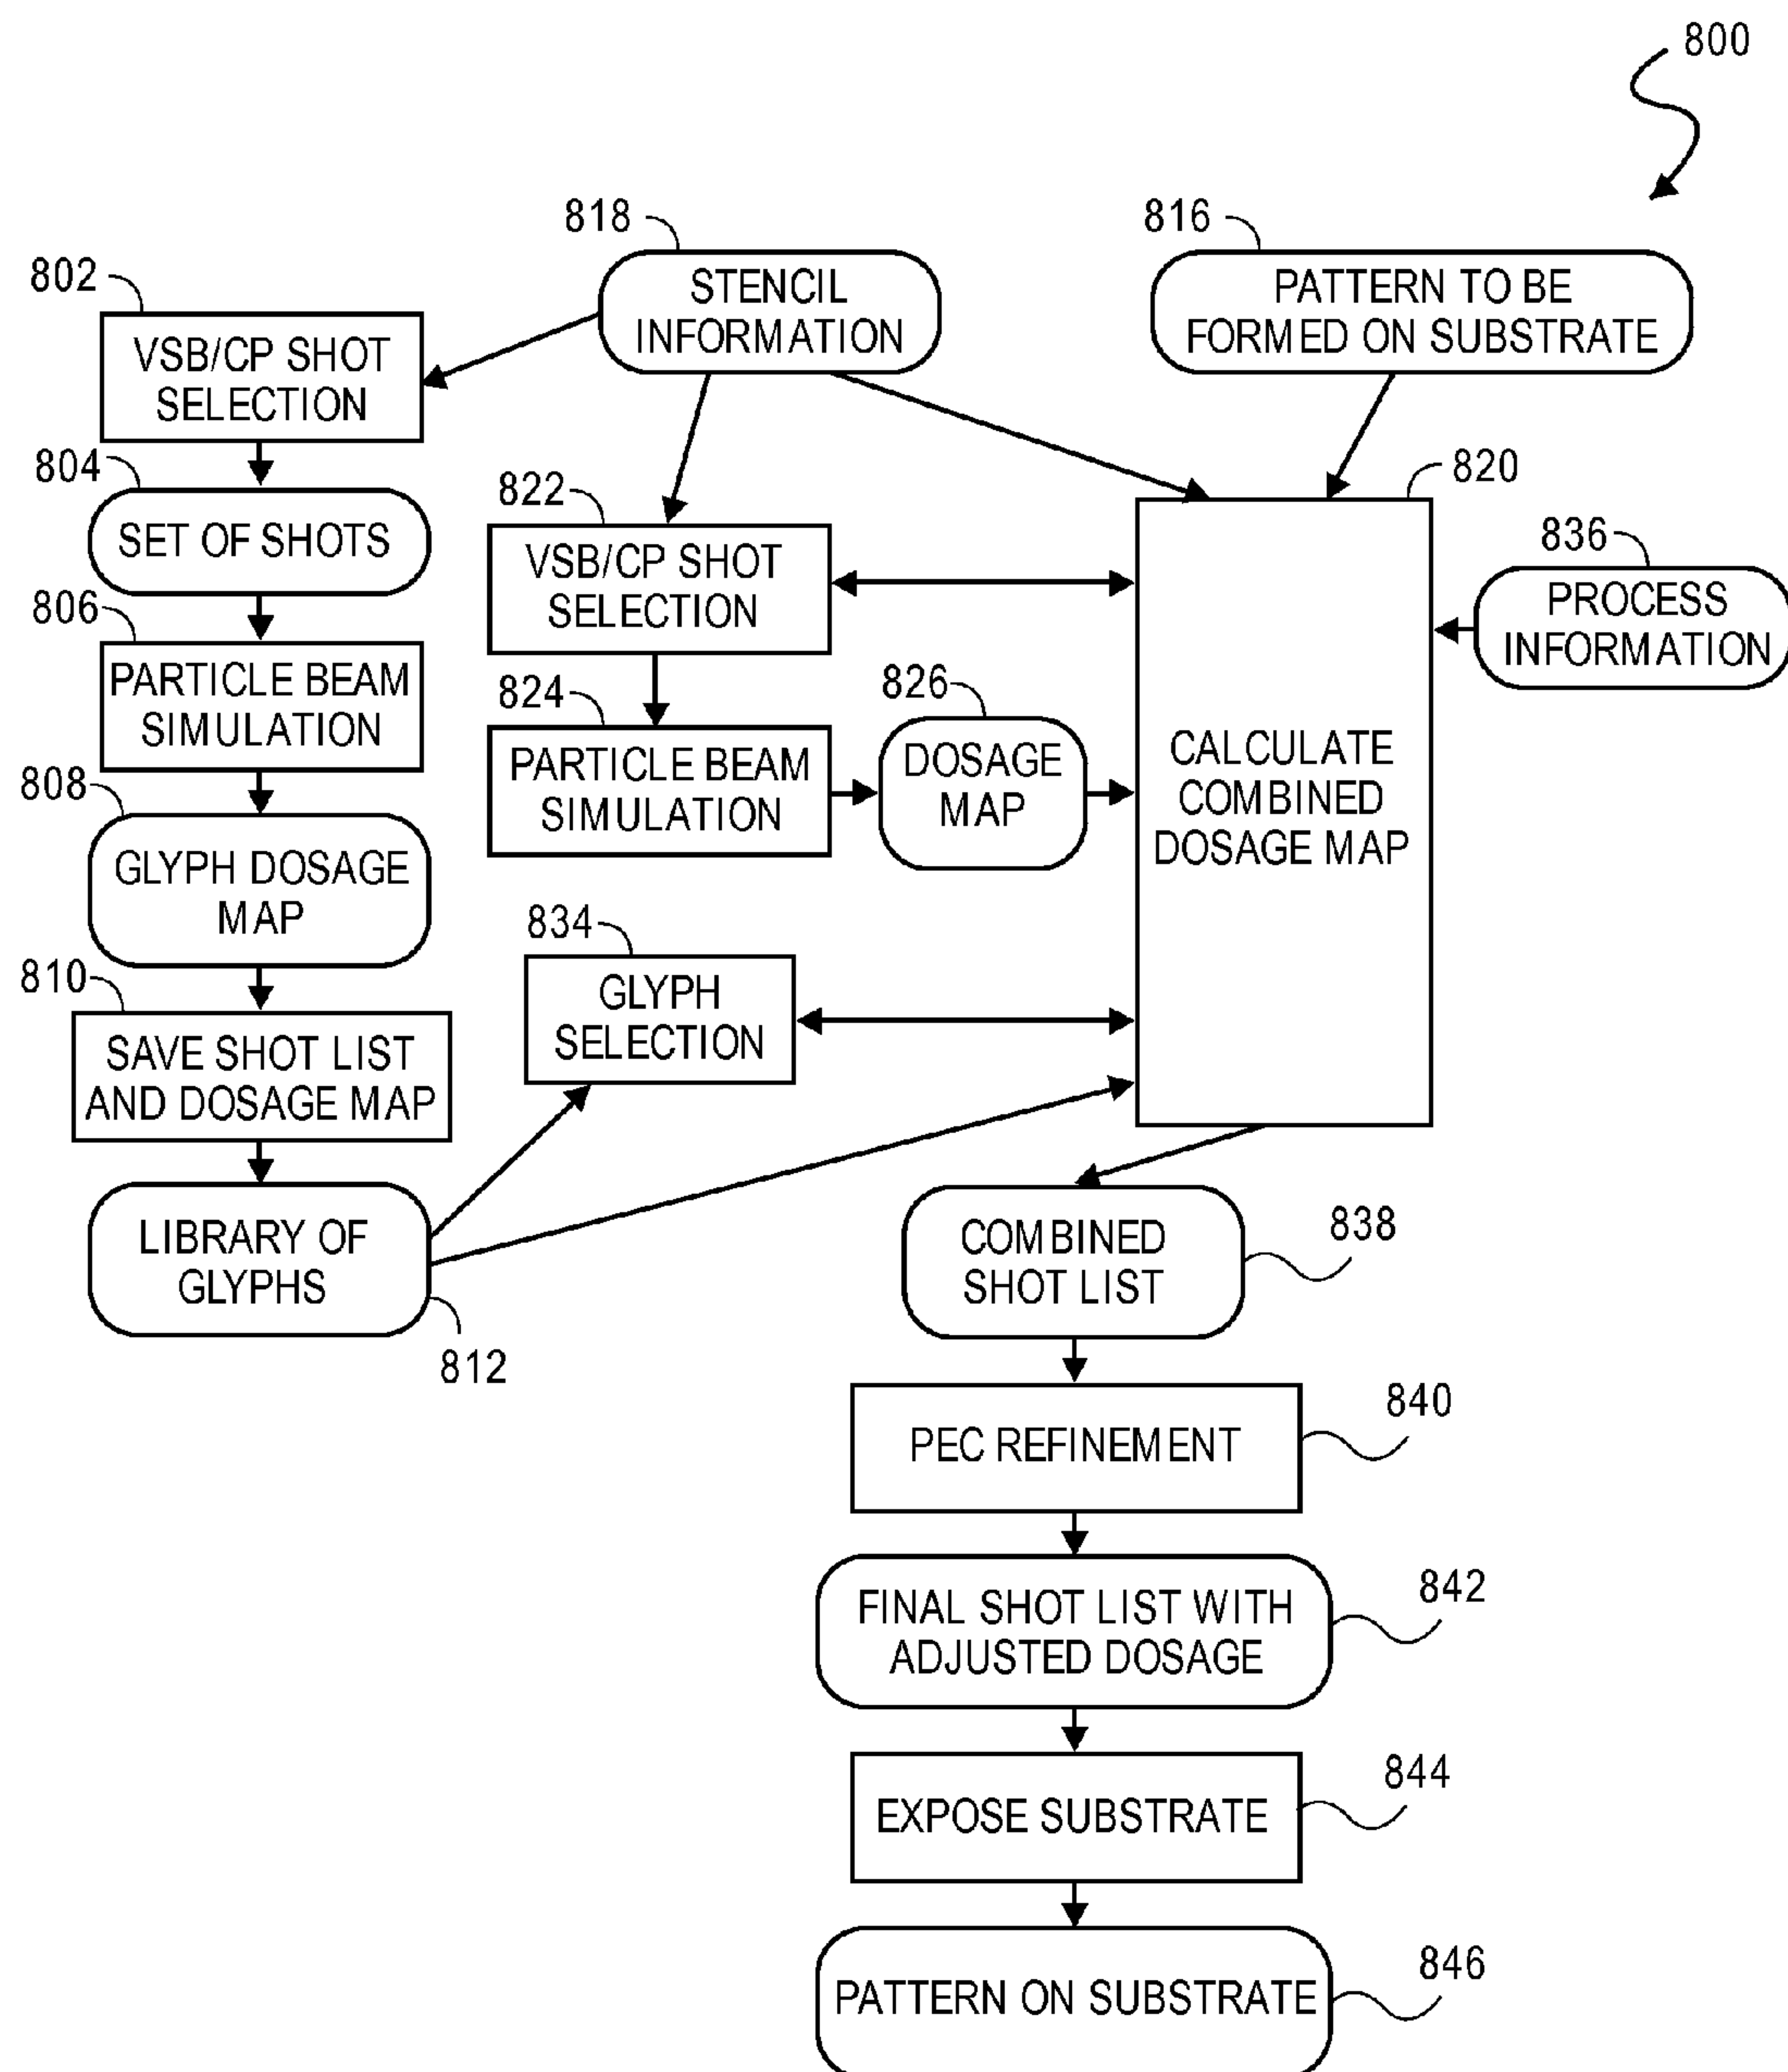 800
818
816
802
STENCIL
INFORMATION
PATTERN TO BE
FORMED ON SUBSTRATE
VSB/CP SHOT
SELECTION
804
822
820
SET OF SHOTS
VSB/CP SHOT
SELECTION
836
PROCESS
INFORMATION
806
PARTICLE BEAM
SIMULATION
824
826
PARTICLE BEAM
SIMULATION
DOSAGE
MAP
CALCULATE
COMBINED
DOSAGE MAP
808
GLYPH DOSAGE
MAP
834
GLYPH
SELECTION
810
SAVE SHOT LIST
AND DOSAGE MAP
LIBRARY OF
GLYPHS
812
COMBINED
SHOT LIST
838
PEC REFINEMENT
840
FINAL SHOT LIST WITH
ADJUSTED DOSAGE
842
EXPOSE SUBSTRATE
844
PATTERN ON SUBSTRATE
846